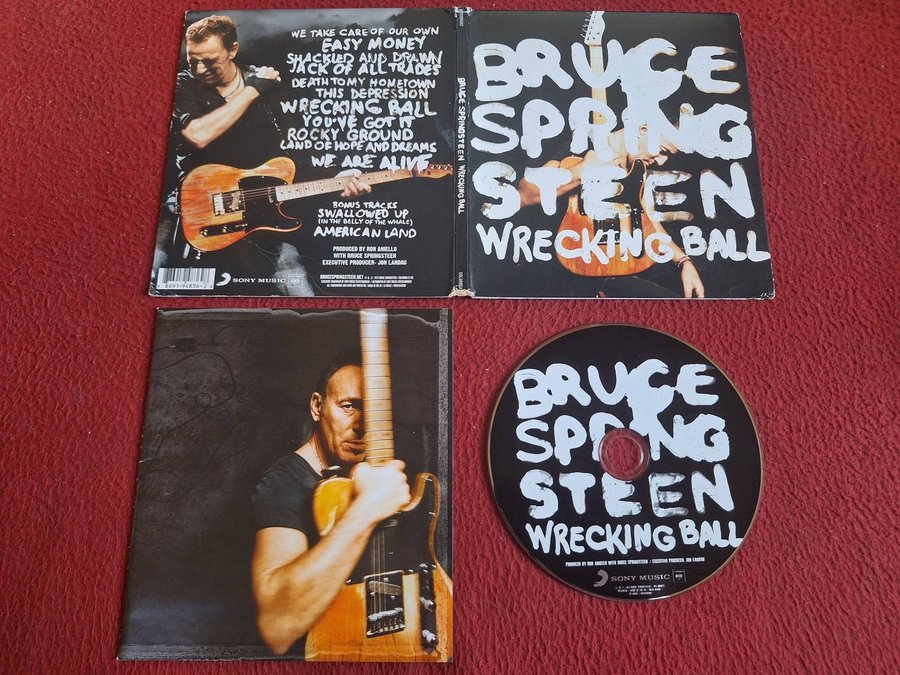 WE TAKE CARE OF OUR OWN
EASY MONEY
SHACKLED AND DRAWN
JACK OF ALL TRADES
DEATH TO MY HOMETOWN
THIS DEPRESSION
WRECKING BALL
YOU'VE GOT IT
ROCKY GROUND
LAND OF HOPE AND DREAMS
WE ARE ALIVE
BONUS TRACKS
SWALLOWED UP
(IN THE BELLY OF THE WHALE)
AMERICAN LAND
PRODUCED BY RON ANIELLO
WITH BRUCE SPRINGSTEEN
EXECUTIVE PRODUCER- JON LANDAU
8691-94836-2
SONY MUSIC
BRUCESPRINGSTEEN.NET
BRUCE SPRINGSTEEN WRECKING BALL
BRUCE
SPRING
STEEN
WRECKING BALL
BRUCE
SPRING
STEEN
WRECKING BALL
PRODUCED BY RON ANIELLO WITH BRUCE SPRINGSTEEN / EXECUTIVE PRODUCER: JON LANDAU
SONY MUSIC